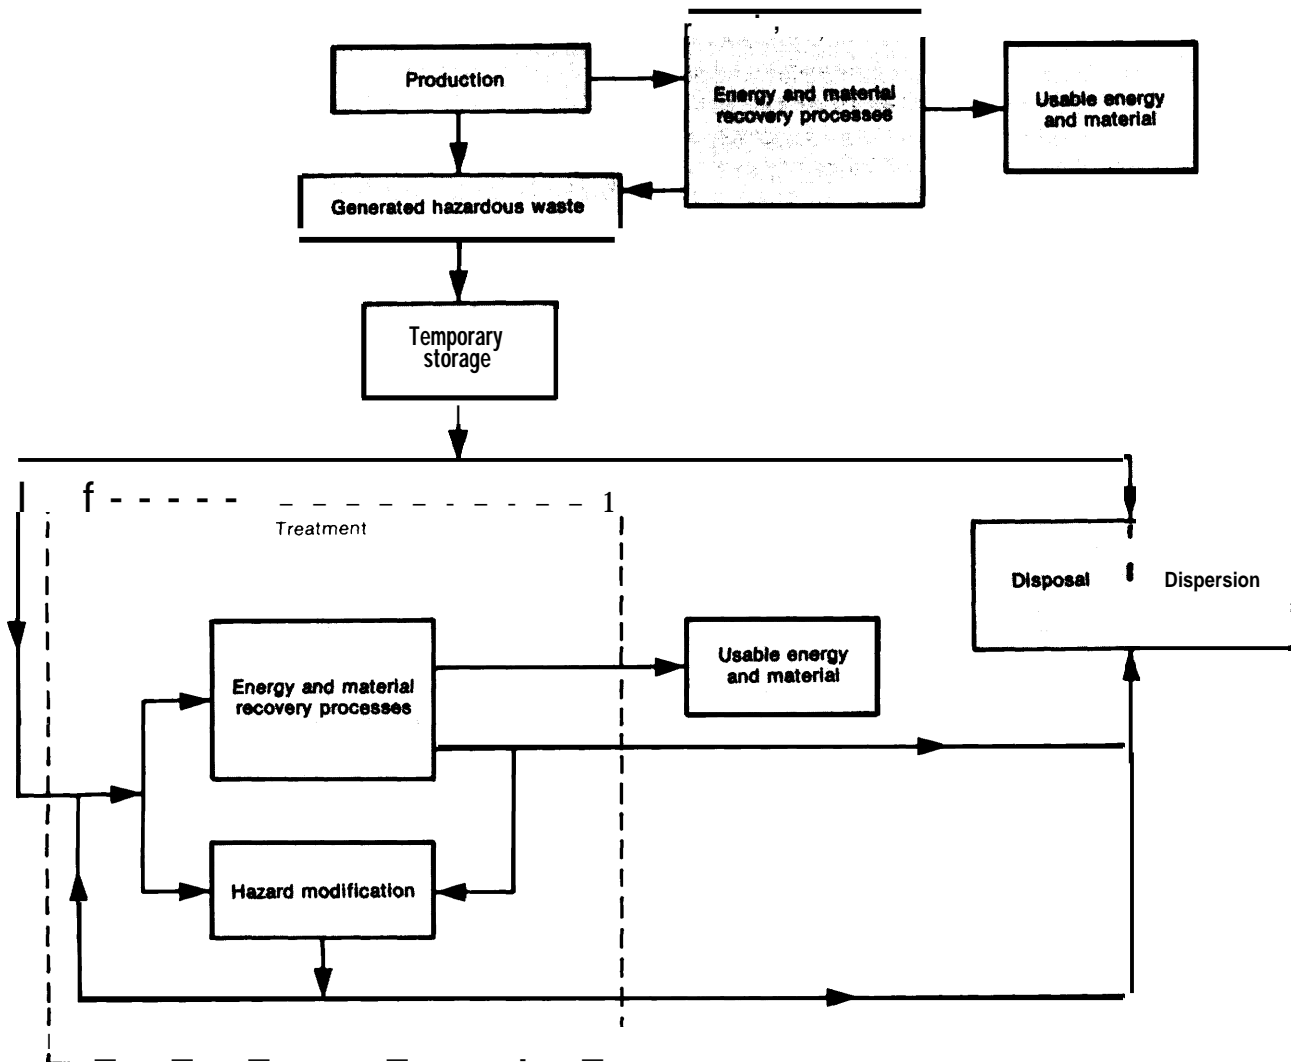 Production
Energy and material
recovery processes
Usable energy
and material
Generated hazardous waste
Temporary
storage
Treatment
Disposal
Dispersion
Energy and material
recovery processes
Usable energy
and material
Hazard modification